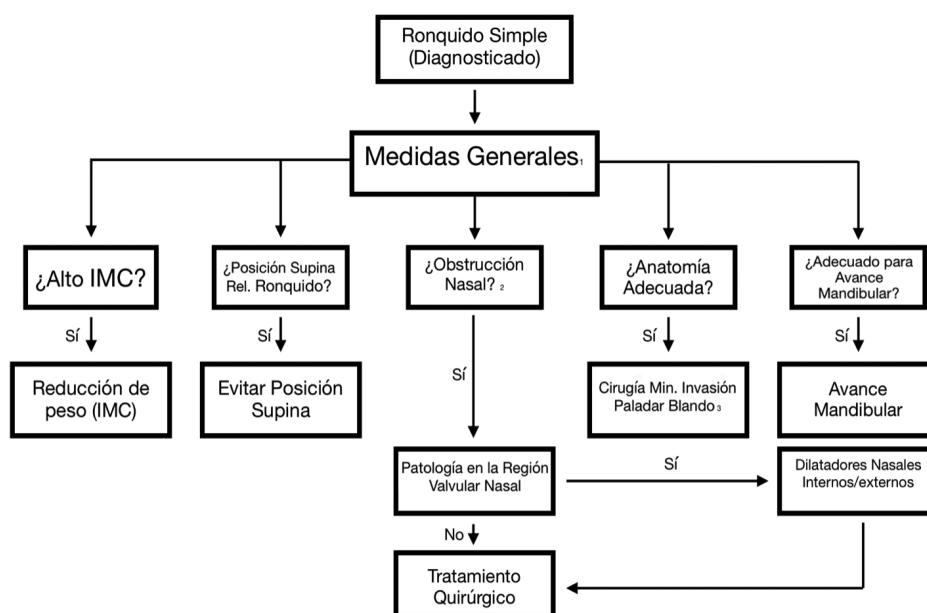 Ronquido Simple
(Diagnosticado)
Medidas Generales1
¿Alto IMC?
¿Posición Supina
Rel. Ronquido?
¿Obstrucción
Nasal? 2
¿Anatomía
Adecuada?
¿Adecuado para
Avance
Mandibular?
Sí
Sí
Sí
Sí
Sí
Reducción de
peso (IMC)
Evitar Posición
Supina
Cirugía Min. Invasión
Paladar Blando 3
Avance
Mandibular
Patología en la Región
Valvular Nasal
Sí
Dilatadores Nasales
Internos/externos
No
Tratamiento
Quirúrgico